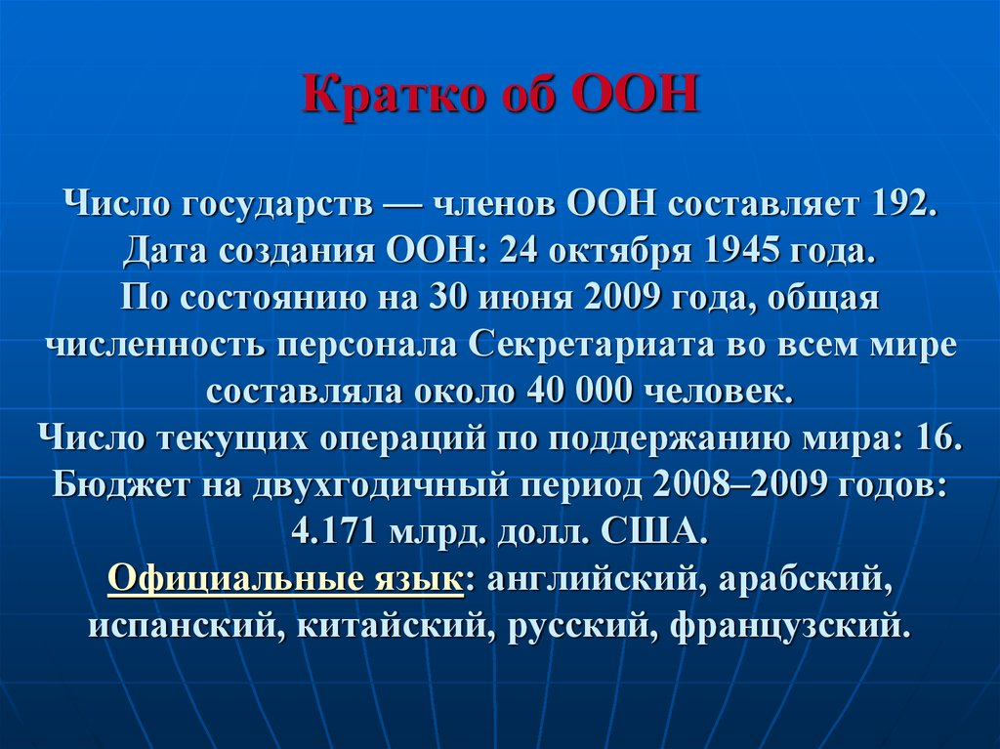 Кратко об ООН
Число государств — членов ООН составляет 192.
Дата создания ООН: 24 октября 1945 года.
По состоянию на 30 июня 2009 года, общая
численность персонала Секретариата во всем мире
составляла около 40 000 человек.
Число текущих операций по поддержанию мира: 16.
Бюджет на двухгодичный период 2008–2009 годов:
4.171 млрд. долл. США.
Официальные язык: английский, арабский,
испанский, китайский, русский, французский.